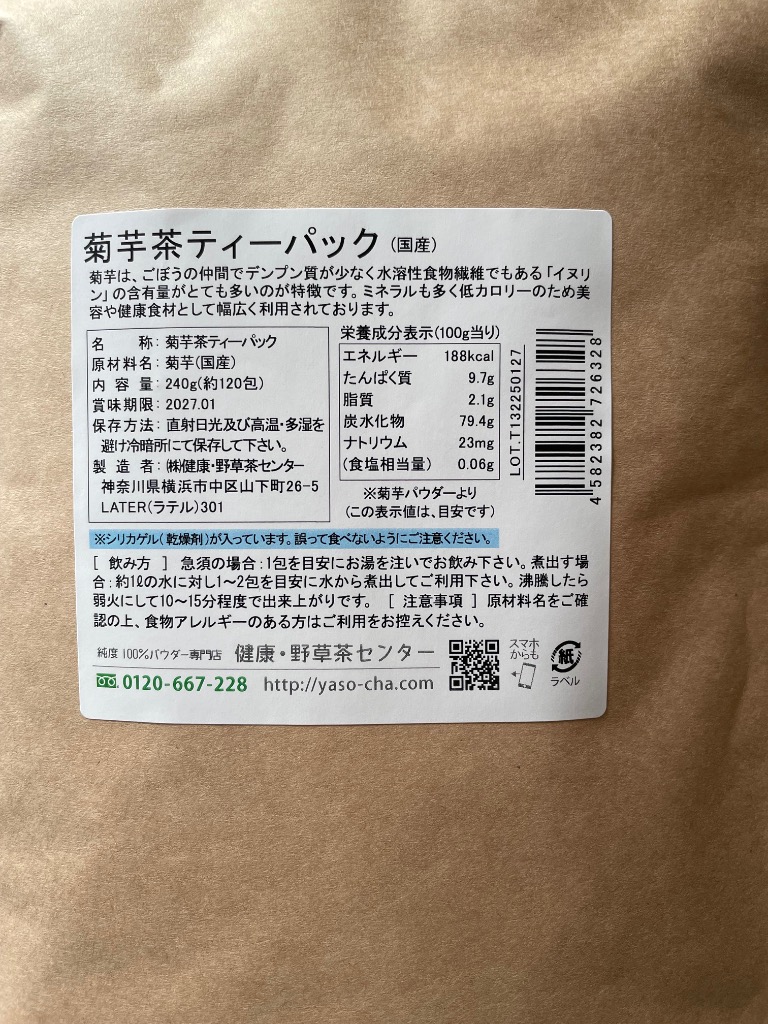 菊芋茶ティーパック（国産）
菊芋は、ごぼうの仲間でデンプン質が少なく水溶性食物繊維でもある「イヌリ
ン」の含有量がとても多いのが特徴です。ミネラルも多く低カロリーのため美
容や健康食材として幅広く利用されております。
名　　称：菊芋茶ティーパック
原材料名：菊芋(国産)
内 容 量：240g(約120包)
賞味期限：2027.01
保存方法：直射日光及び高温・多湿を
避け冷暗所にて保存して下さい。
製 造 者：㈱健康・野草茶センター
神奈川県横浜市中区山下町26-5
LATER(ラテル)301
栄養成分表示(100g当り)
エネルギー 188kcal
たんぱく質 9.7g
脂質 2.1g
炭水化物 79.4g
ナトリウム 23mg
(食塩相当量) 0.06g
※菊芋パウダーより
(この表示値は、目安です)
LOT.T132250127
4 582382 726328
※シリカゲル(乾燥剤)が入っています。誤って食べないようにご注意ください。
[ 飲み方 ] 急須の場合：1包を目安にお湯を注いでお飲み下さい。煮出す場
合：約1ℓの水に対し1〜2包を目安に水から煮出してご利用下さい。沸騰したら
弱火にして10〜15分程度で出来上がりです。 [ 注意事項 ] 原材料名をご確
認の上、食物アレルギーのある方はご利用をお控えください。
純度 100%パウダー専門店 健康・野草茶センター
0120-667-228 http://yaso-cha.com
スマホ
からも
紙
ラベル